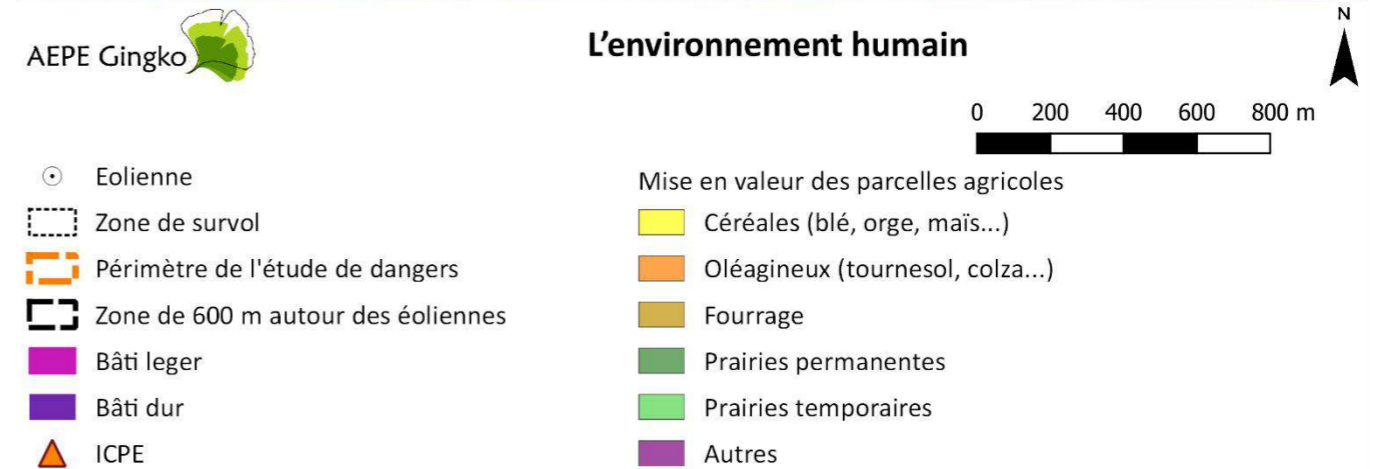 AEPE Gingko
L'environnement humain
N
0 200 400 600 800 m
Eolienne
Zone de survol
Périmètre de l'étude de dangers
Zone de 600 m autour des éoliennes
Bâti leger
Bâti dur
ICPE
Mise en valeur des parcelles agricoles
Céréales (blé, orge, maïs...)
Oléagineux (tournesol, colza...)
Fourrage
Prairies permanentes
Prairies temporaires
Autres